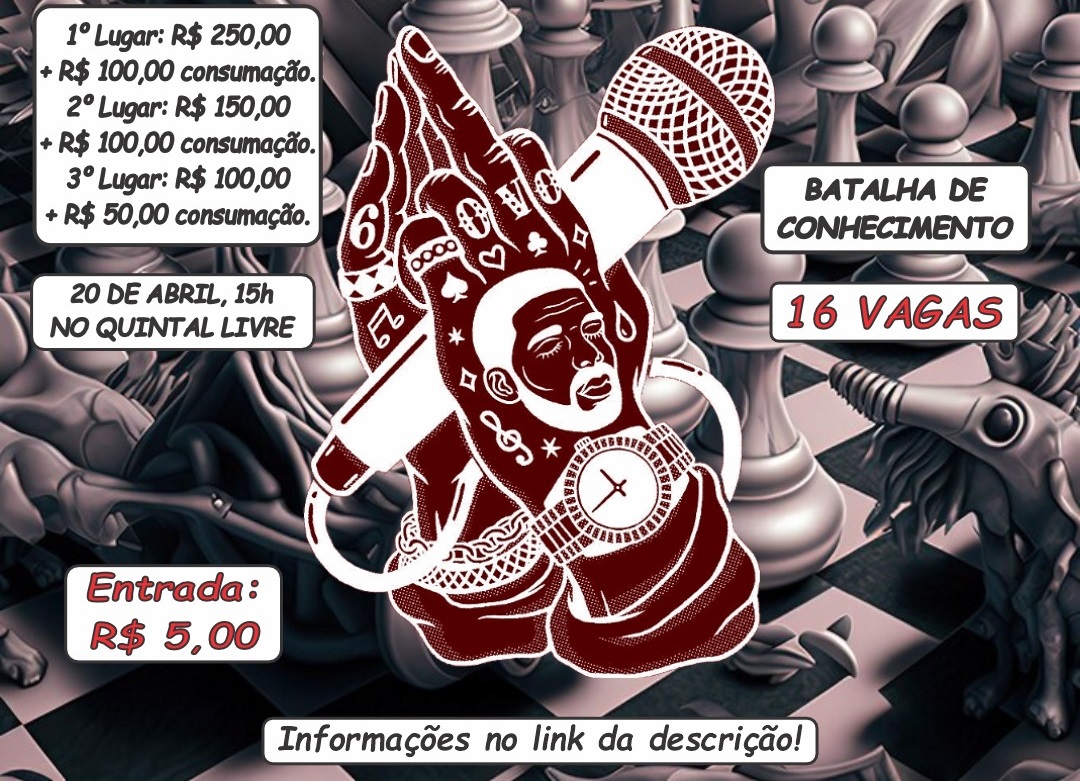 1º Lugar: R$ 250,00
+ R$ 100,00 consumação.
2º Lugar: R$ 150,00
+ R$ 100,00 consumação.
3º Lugar: R$ 100,00
+ R$ 50,00 consumação.
20 DE ABRIL, 15h
NO QUINTAL LIVRE
6
OVO
BATALHA DE
CONHECIMENTO
16 VAGAS
Entrada:
R$ 5,00
Informações no link da descrição!